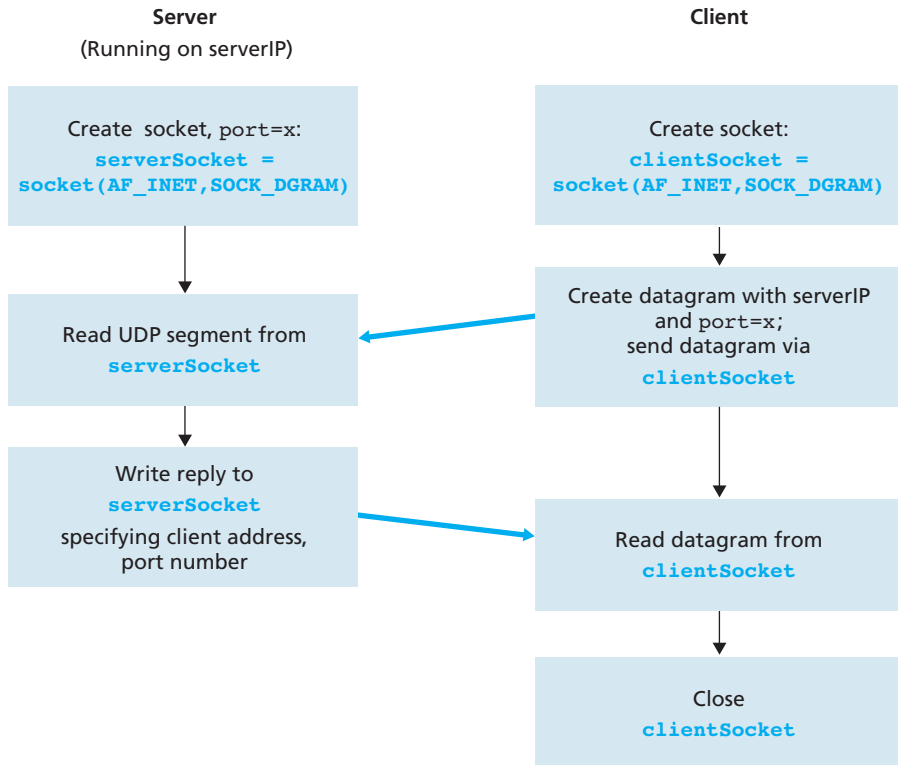 Server
(Running on serverIP)
Create socket, port=x:
serverSocket =
socket(AF_INET,SOCK_DGRAM)
Read UDP segment from
serverSocket
Write reply to
serverSocket
specifying client address,
port number
Client
Create socket:
clientSocket =
socket(AF_INET,SOCK_DGRAM)
Create datagram with serverIP
and port=x;
send datagram via
clientSocket
Read datagram from
clientSocket
Close
clientSocket